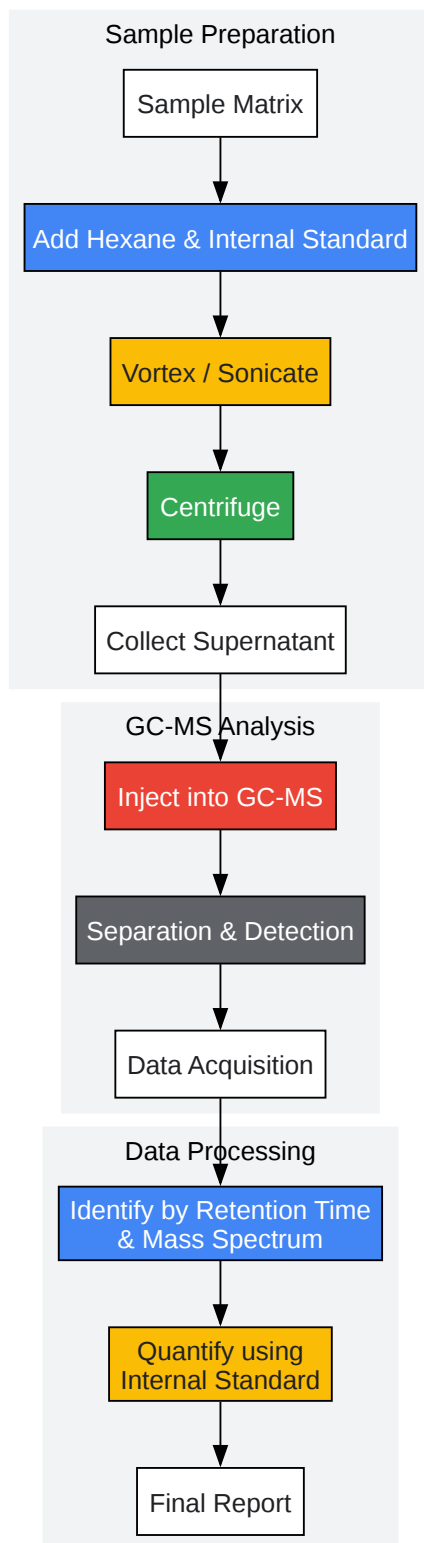 Sample Preparation
Sample Matrix
Add Hexane & Internal Standard
Vortex / Sonicate
Centrifuge
Collect Supernatant
GC-MS Analysis
Inject into GC-MS
Separation & Detection
Data Acquisition
Data Processing
Identify by Retention Time
& Mass Spectrum
Quantify using
Internal Standard
Final Report